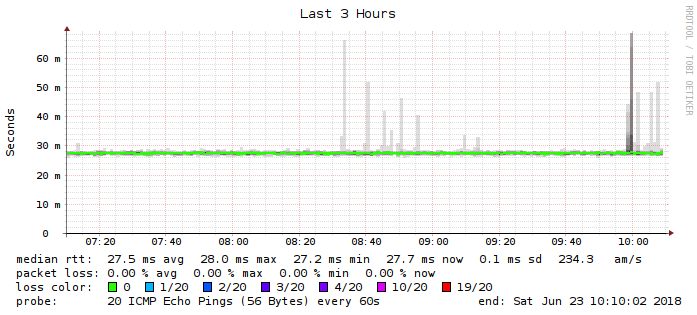 Last 3 Hours
RRDTOOL / TOBI OETIKER
Seconds
60 m
50 m
40 m
30 m
20 m
10 m
0
07:20 07:40 08:00 08:20 08:40 09:00 09:20 09:40 10:00
median rtt: 27.5 ms avg 28.0 ms max 27.2 ms min 27.7 ms now 0.1 ms sd 234.3 am/s
packet loss: 0.00 % avg 0.00 % max 0.00 % min 0.00 % now
loss color: 0 1/20 2/20 3/20 4/20 10/20 19/20
probe: 20 ICMP Echo Pings (56 Bytes) every 60s end: Sat Jun 23 10:10:02 2018